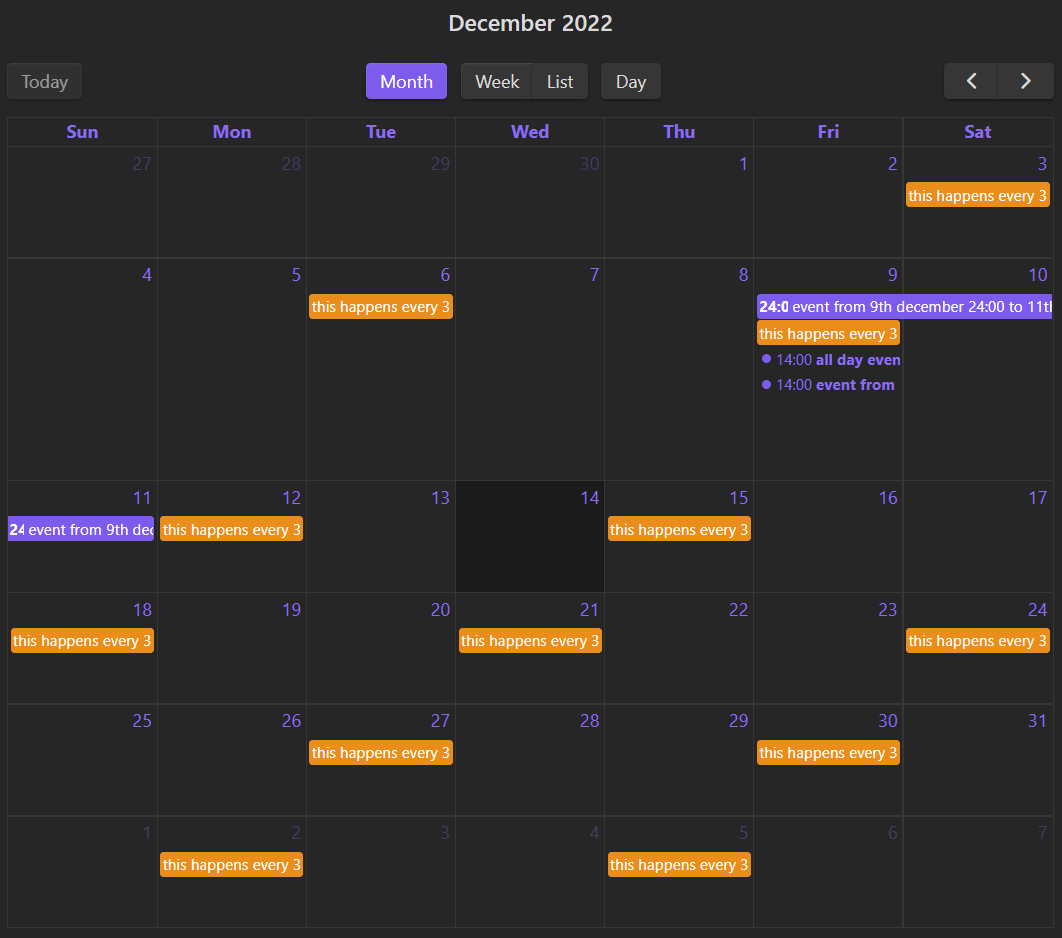 December 2022
Today Month Week List Day
Sun Mon Tue Wed Thu Fri Sat
27 28 29 30 1 2 3
this happens every 3
4 5 6 7 8 9 10
this happens every 3 24:0 event from 9th december 24:00 to 11th
this happens every 3
14:00 all day even
14:00 event from
11 12 13 14 15 16 17
24 event from 9th dec this happens every 3 this happens every 3
18 19 20 21 22 23 24
this happens every 3 this happens every 3 this happens every 3
25 26 27 28 29 30 31
this happens every 3 this happens every 3
1 2 3 4 5 6 7
this happens every 3 this happens every 3